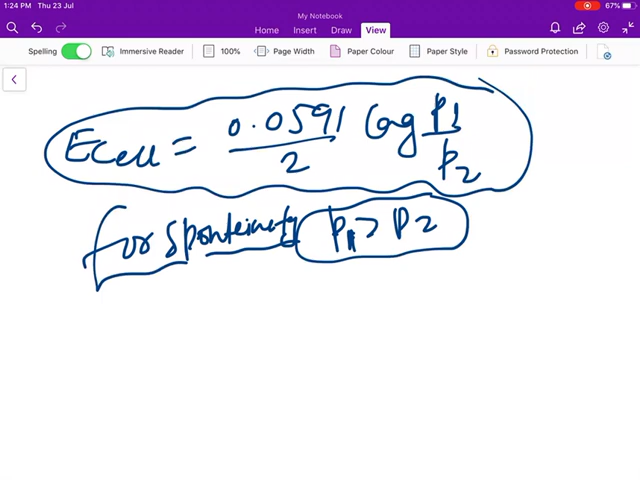 1:24 PM Thu 23 Jul
67%
My Notebook
Home Insert Draw View
Spelling Immersive Reader 100% Page Width Paper Colour Paper Style Password Protection
Ecell = 0.0591/2 log P1/P2
for sponteinety P1 > P2